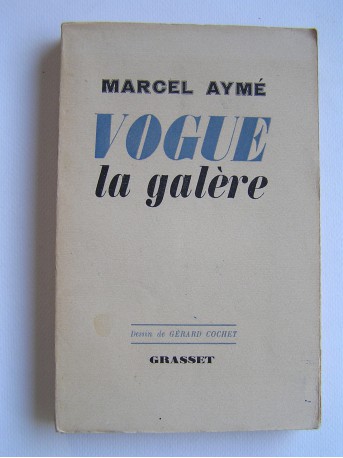 MARCEL AYMÉ
VOGUE
la galère
Dessin de GÉRARD COCHET
GRASSET